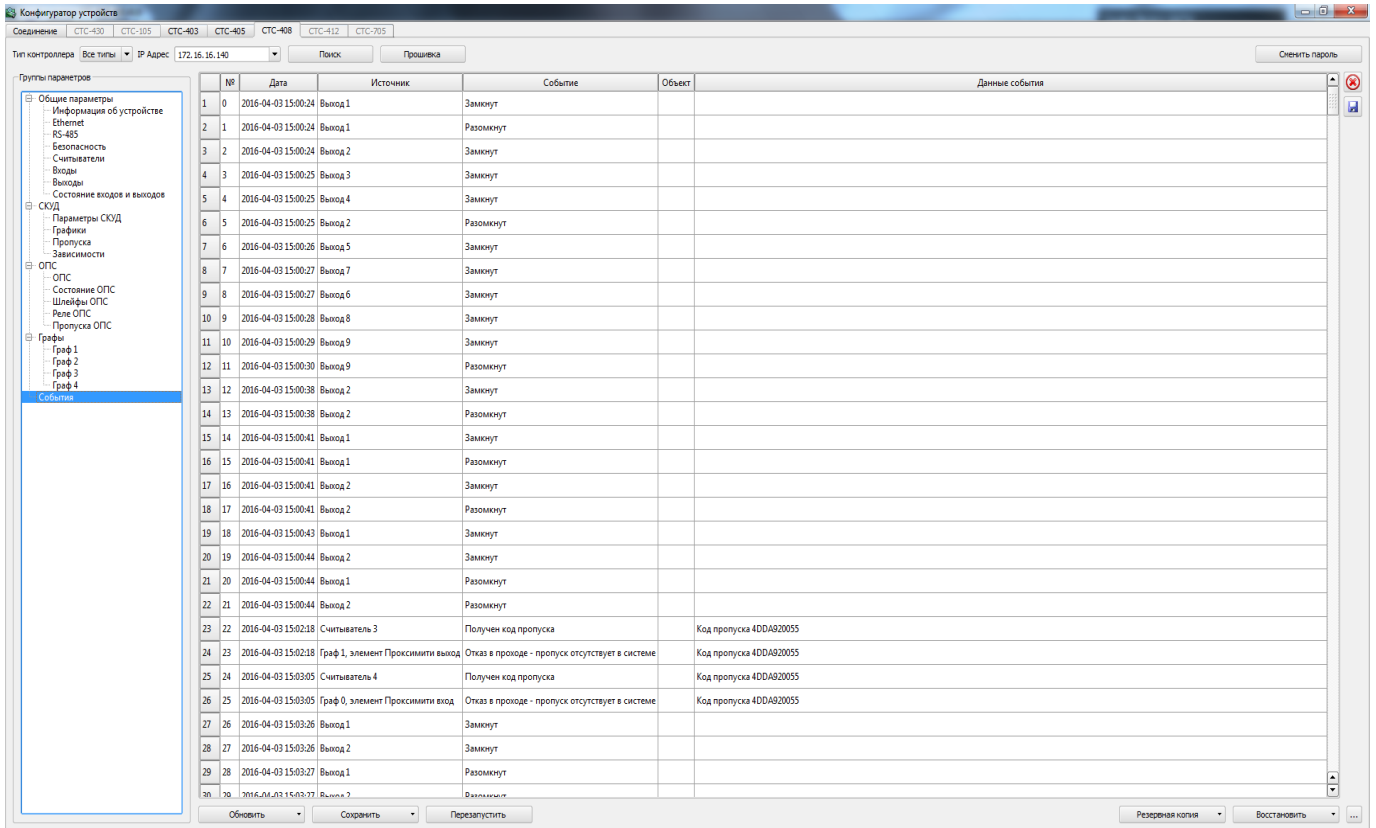 Конфигуратор устройств
Соединение CTC-430 CTC-105 CTC-403 CTC-405 CTC-408 CTC-412 CTC-705
Тип контроллера Все типы IP Адрес 172.16.16.140 Поиск Прошивка Сменить пароль
Группы параметров
Общие параметры
Информация об устройстве
Ethernet
RS-485
Безопасность
Считыватели
Входы
Выходы
Состояние входов и выходов
СКУД
Параметры СКУД
Графики
Пропуска
Зависимости
ОПС
ОПС
Состояние ОПС
Шлейфы ОПС
Реле ОПС
Пропуска ОПС
Графы
Граф 1
Граф 2
Граф 3
Граф 4
События
№ Дата Источник Событие Объект Данные события
1 0 2016-04-03 15:00:24 Выход 1 Замкнут
2 1 2016-04-03 15:00:24 Выход 1 Разомкнут
3 2 2016-04-03 15:00:24 Выход 2 Замкнут
4 3 2016-04-03 15:00:25 Выход 3 Замкнут
5 4 2016-04-03 15:00:25 Выход 4 Замкнут
6 5 2016-04-03 15:00:25 Выход 2 Разомкнут
7 6 2016-04-03 15:00:26 Выход 5 Замкнут
8 7 2016-04-03 15:00:27 Выход 7 Замкнут
9 8 2016-04-03 15:00:27 Выход 6 Замкнут
10 9 2016-04-03 15:00:28 Выход 8 Замкнут
11 10 2016-04-03 15:00:29 Выход 9 Замкнут
12 11 2016-04-03 15:00:30 Выход 9 Разомкнут
13 12 2016-04-03 15:00:38 Выход 2 Замкнут
14 13 2016-04-03 15:00:38 Выход 2 Разомкнут
15 14 2016-04-03 15:00:41 Выход 1 Замкнут
16 15 2016-04-03 15:00:41 Выход 1 Разомкнут
17 16 2016-04-03 15:00:41 Выход 2 Замкнут
18 17 2016-04-03 15:00:41 Выход 2 Разомкнут
19 18 2016-04-03 15:00:43 Выход 1 Замкнут
20 19 2016-04-03 15:00:44 Выход 2 Замкнут
21 20 2016-04-03 15:00:44 Выход 1 Разомкнут
22 21 2016-04-03 15:00:44 Выход 2 Разомкнут
23 22 2016-04-03 15:02:18 Считыватель 3 Получен код пропуска Код пропуска 4DDA920055
24 23 2016-04-03 15:02:18 Граф 1, элемент Проксимити выход Отказ в проходе - пропуск отсутствует в системе Код пропуска 4DDA920055
25 24 2016-04-03 15:03:05 Считыватель 4 Получен код пропуска Код пропуска 4DDA920055
26 25 2016-04-03 15:03:05 Граф 0, элемент Проксимити вход Отказ в проходе - пропуск отсутствует в системе Код пропуска 4DDA920055
27 26 2016-04-03 15:03:26 Выход 1 Замкнут
28 27 2016-04-03 15:03:26 Выход 2 Замкнут
29 28 2016-04-03 15:03:27 Выход 1 Разомкнут
30 29 2016-04-03 15:03:27 Выход 2 Разомкнут
Обновить Сохранить Перезапустить Резервная копия Восстановить ...